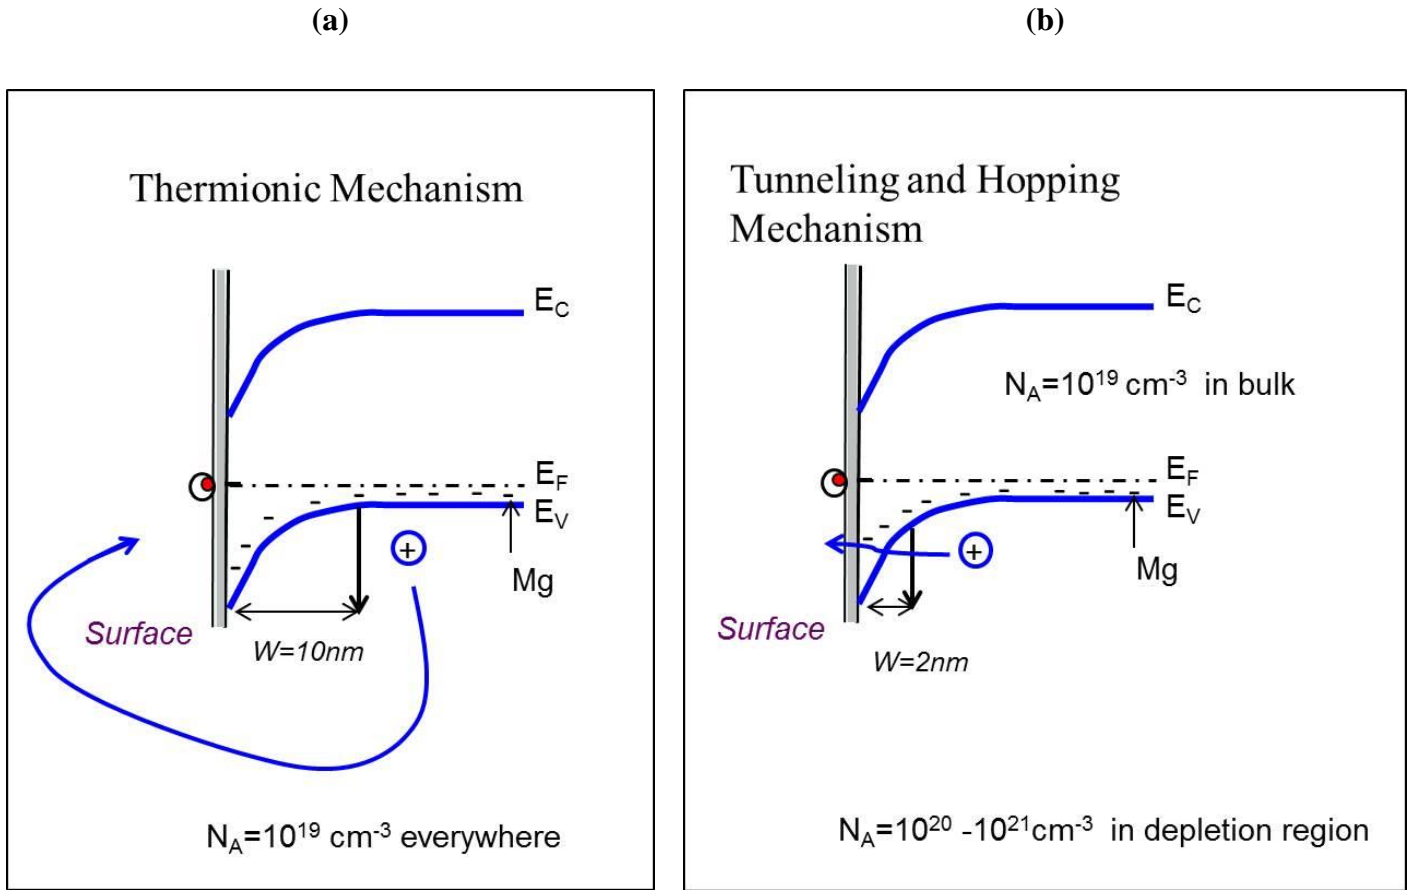 (a)
(b)
Thermionic Mechanism
E_C
E_F
E_V
+
Mg
Surface
W=10nm
N_A=10^19 cm^-3 everywhere
Tunneling and Hopping
Mechanism
E_C
N_A=10^19 cm^-3 in bulk
E_F
E_V
+
Mg
Surface
W=2nm
N_A=10^20 -10^21cm^-3 in depletion region